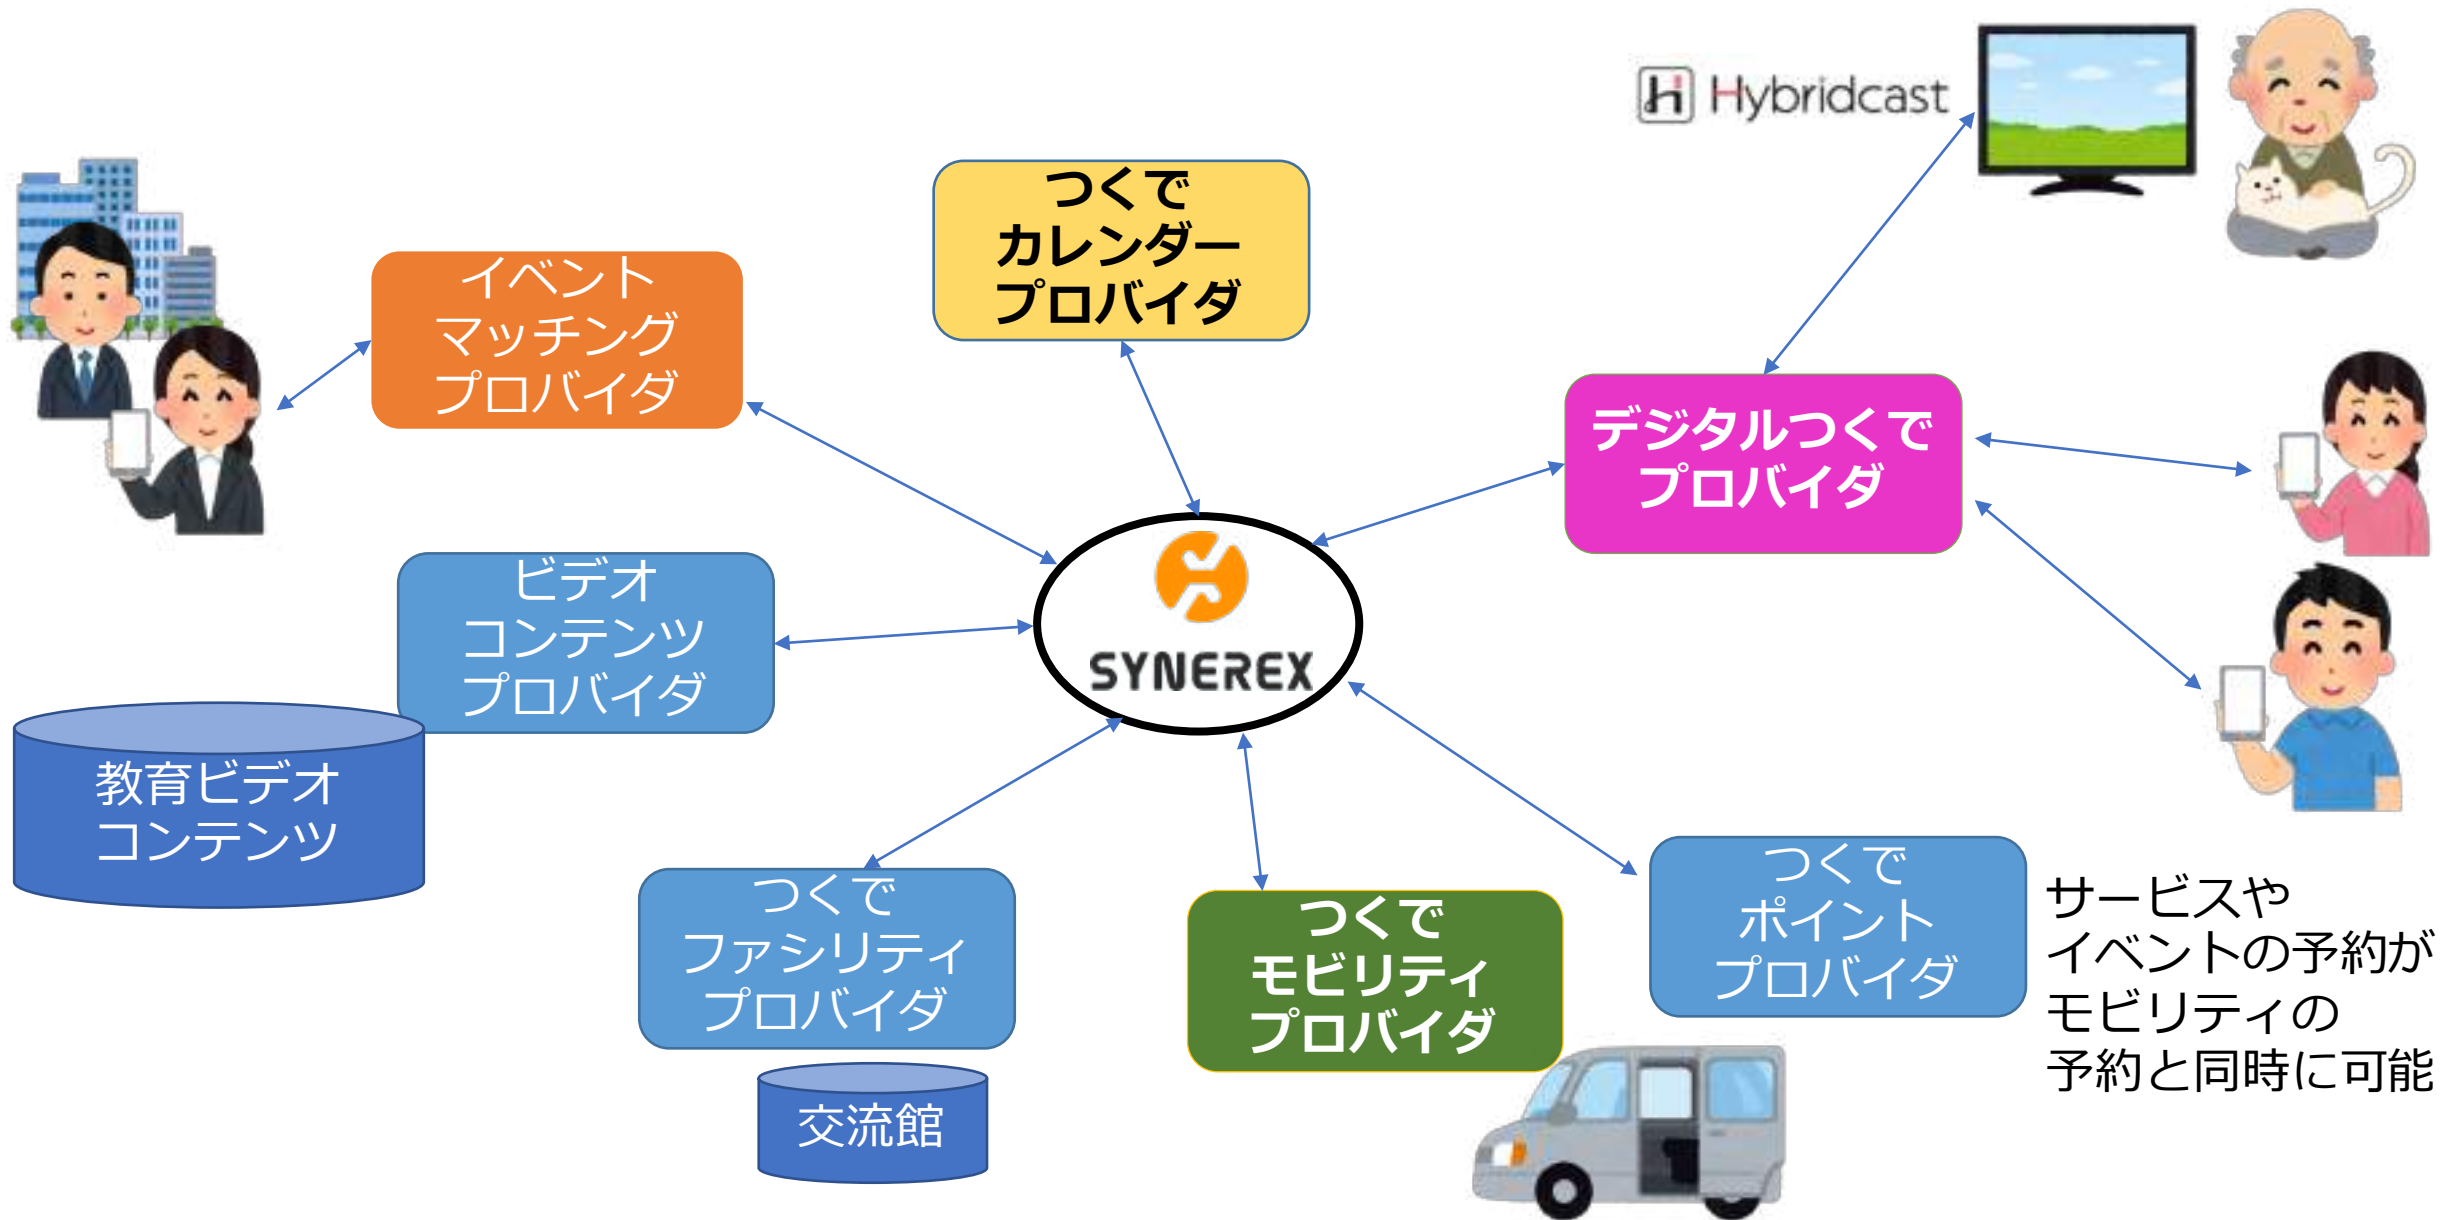 Hybridcast
つくで
カレンダー
プロバイダ
イベント
マッチング
プロバイダ
デジタルつくで
プロバイダ
ビデオ
コンテンツ
プロバイダ
SYNEREX
教育ビデオ
コンテンツ
つくで
ファシリティ
プロバイダ
交流館
つくで
モビリティ
プロバイダ
つくで
ポイント
プロバイダ
サービスや
イベントの予約が
モビリティの
予約と同時に可能